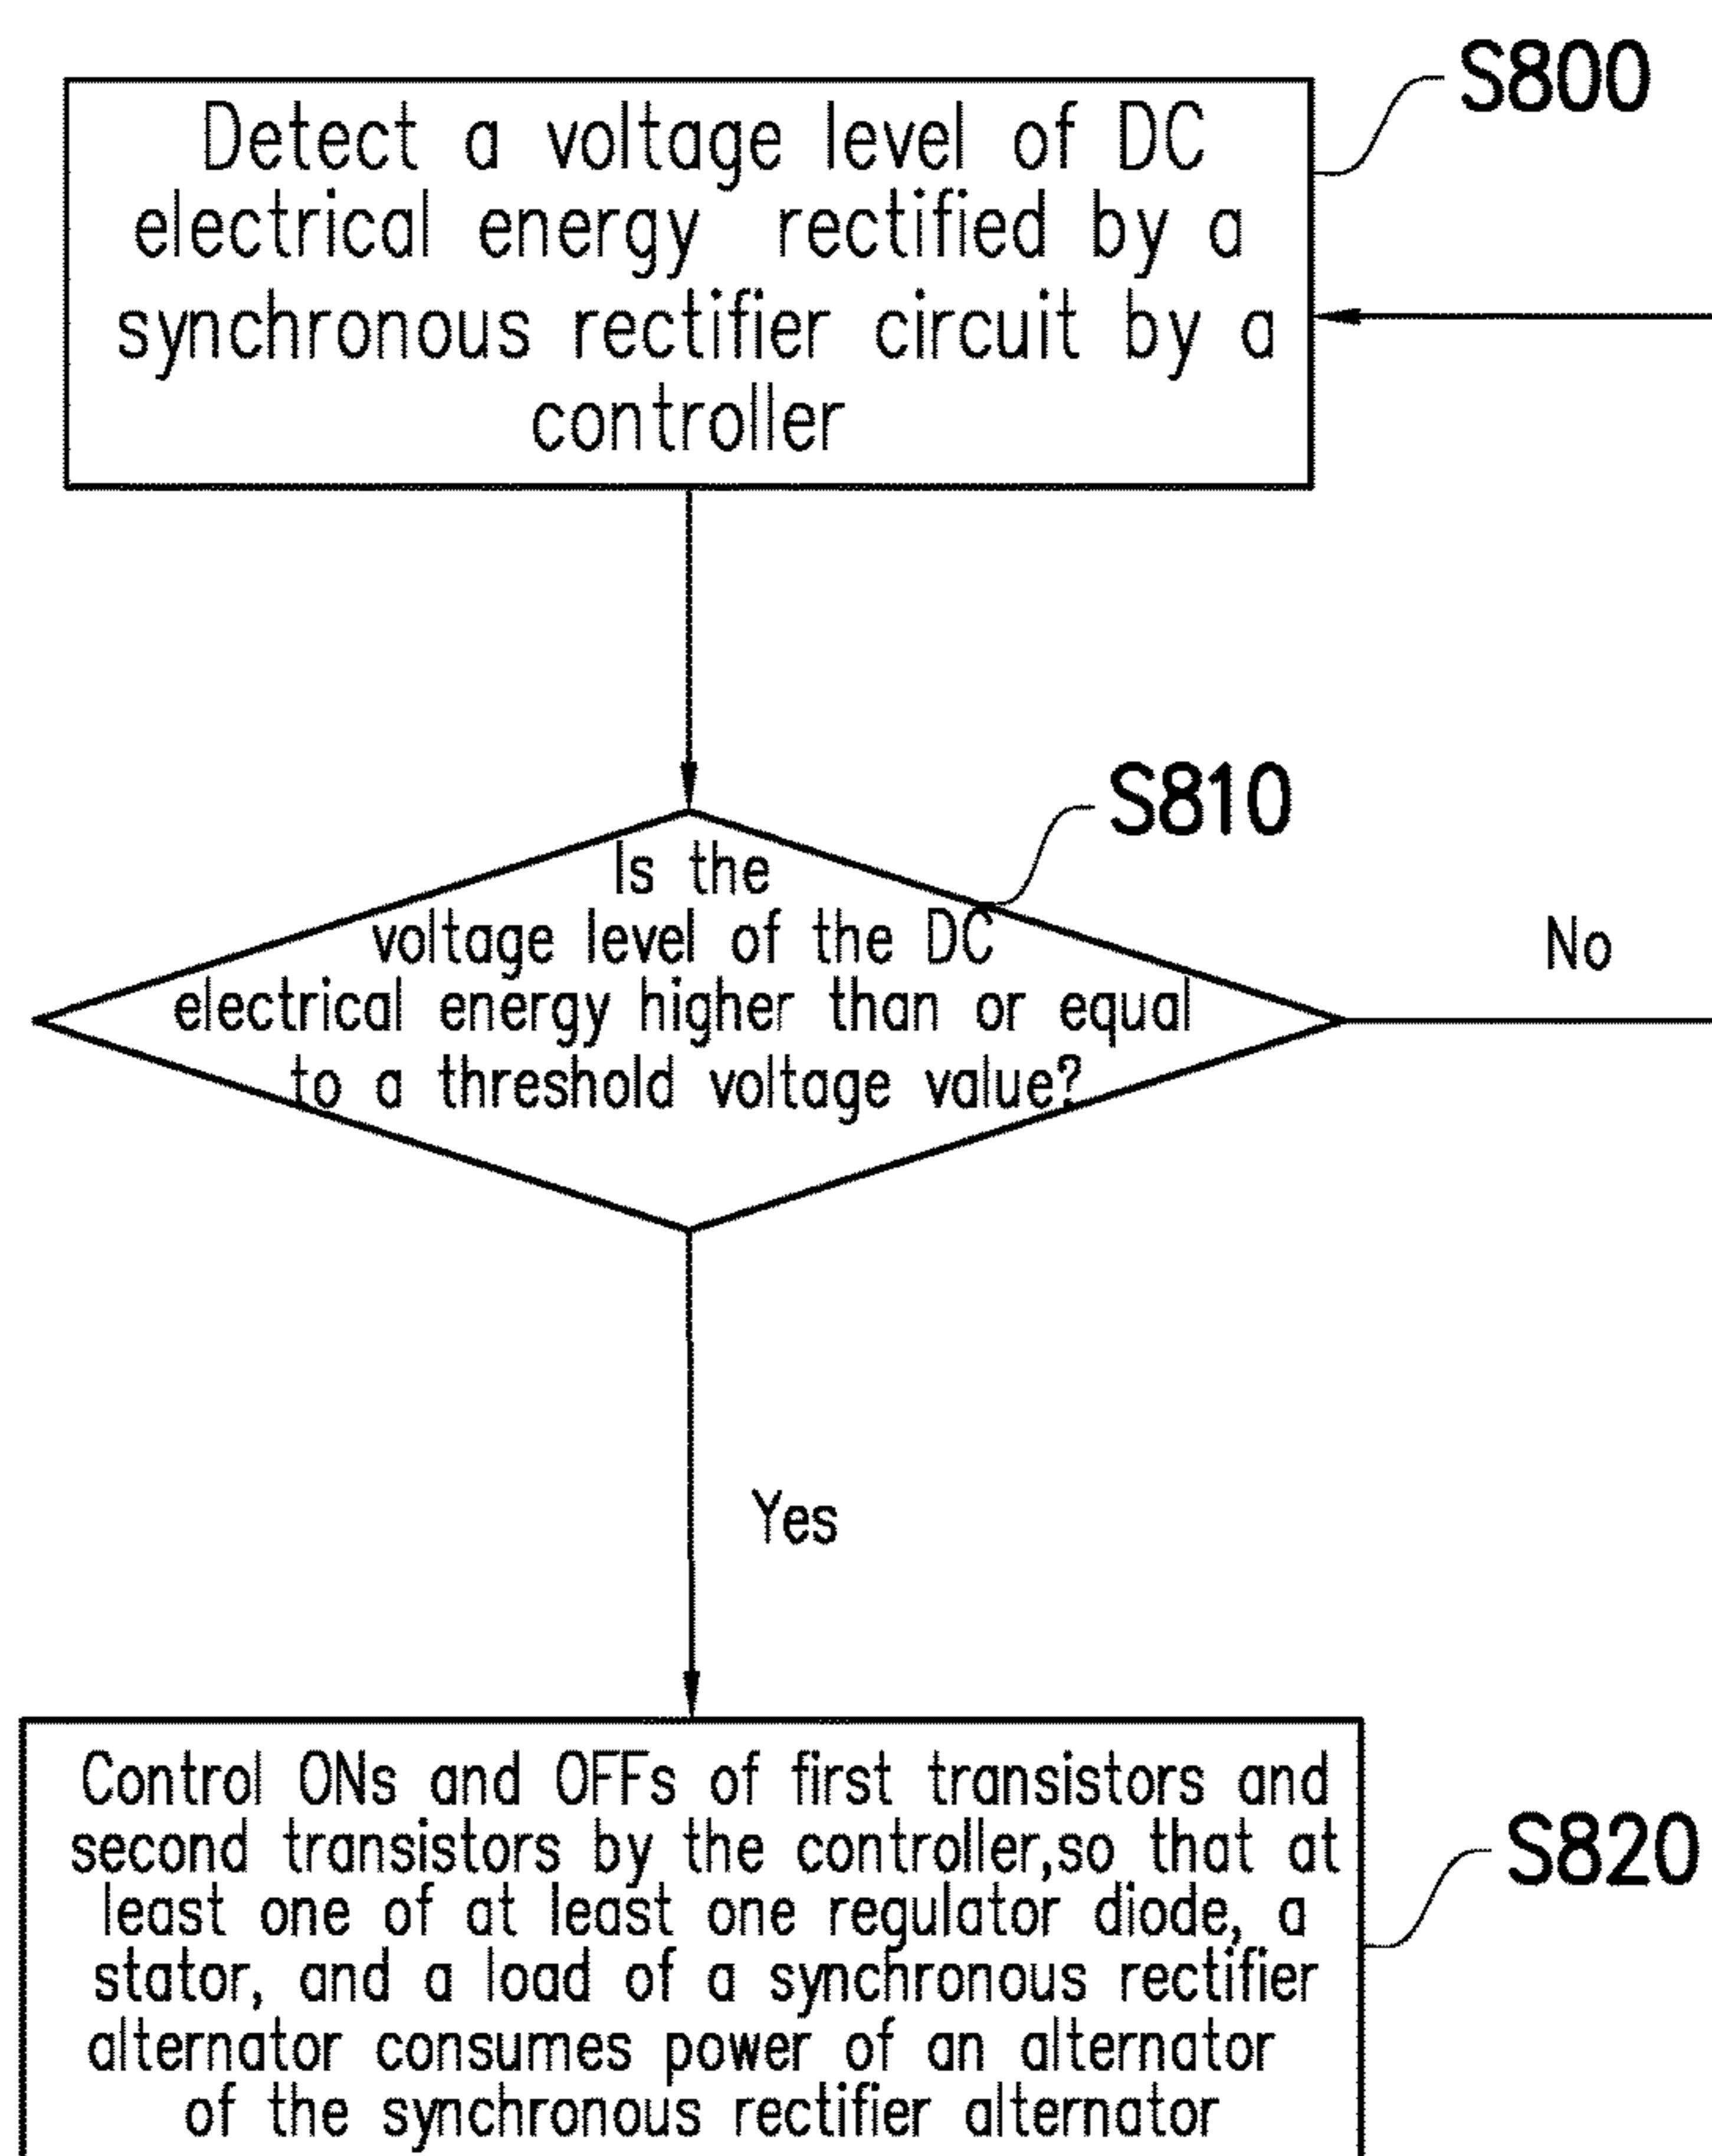 S800
Detect a voltage level of DC
electrical energy rectified by a
synchronous rectifier circuit by a
controller
S810
Is the
voltage level of the DC
electrical energy higher than or equal
to a threshold voltage value?
No
Yes
Control ONs and OFFs of first transistors and
second transistors by the controller,so that at
least one of at least one regulator diode, a
stator, and a load of a synchronous rectifier
alternator consumes power of an alternator
of the synchronous rectifier alternator
S820